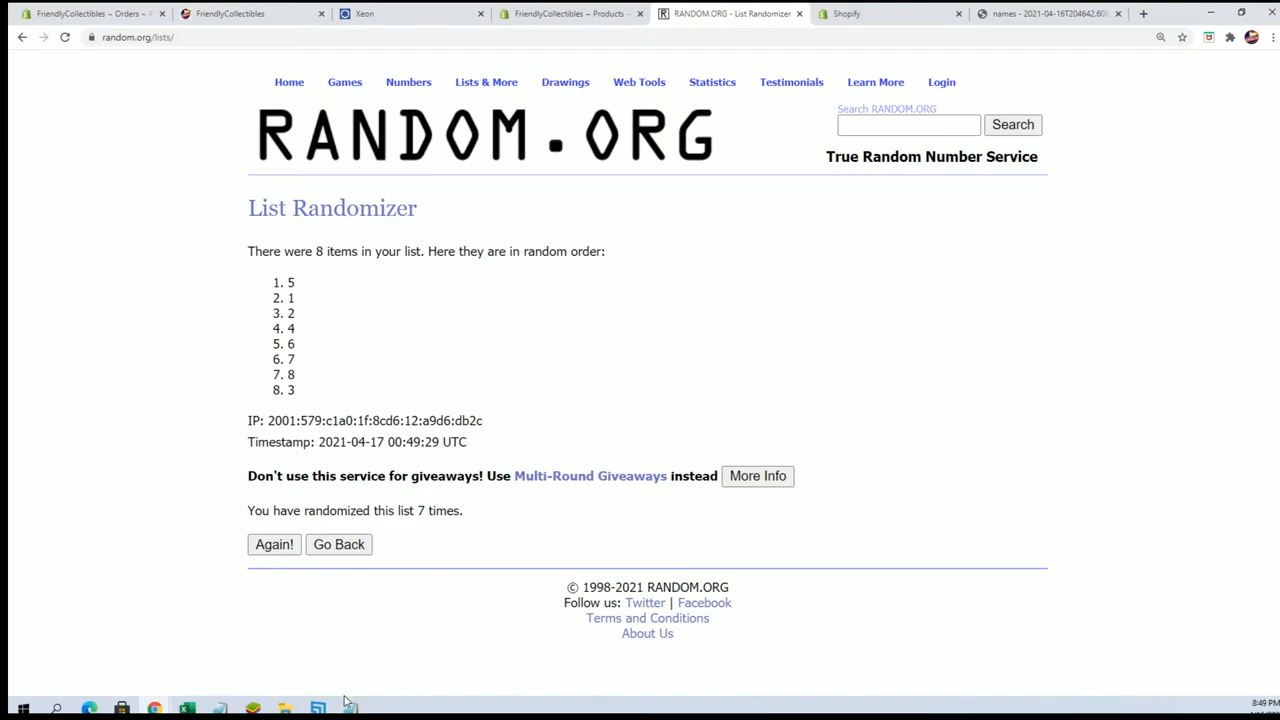 FriendlyCollectibles ~ Orders ~
FriendlyCollectibles
Xeon
FriendlyCollectibles ~ Products ~
RANDOM.ORG - List Randomizer
Shopify
names - 2021-04-16T204642.60
random.org/lists/
Home Games Numbers Lists & More Drawings Web Tools Statistics Testimonials Learn More Login
RANDOM.ORG
Search RANDOM.ORG
Search
True Random Number Service
List Randomizer
There were 8 items in your list. Here they are in random order:
1. 5
2. 1
3. 2
4. 4
5. 6
6. 7
7. 8
8. 3
IP: 2001:579:c1a0:1f:8cd6:12:a9d6:db2c
Timestamp: 2021-04-17 00:49:29 UTC
Don't use this service for giveaways! Use Multi-Round Giveaways instead More Info
You have randomized this list 7 times.
Again! Go Back
© 1998-2021 RANDOM.ORG
Follow us: Twitter | Facebook
Terms and Conditions
About Us
8:49 PM